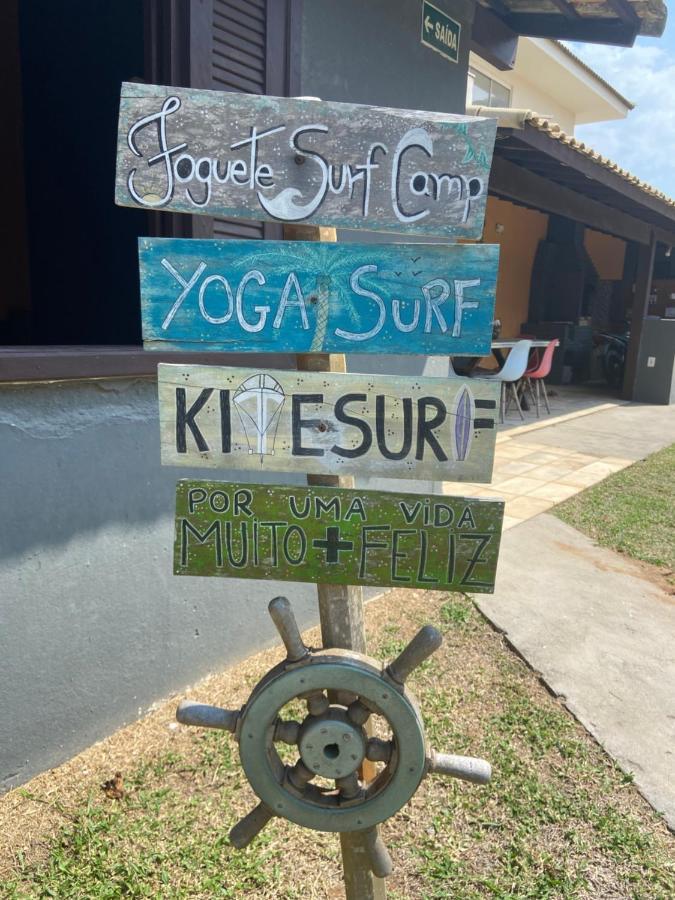 SAÍDA
Foguete Surf Camp
YOGA SURF
KITESURF
POR UMA VIDA
MUITO + FELIZ